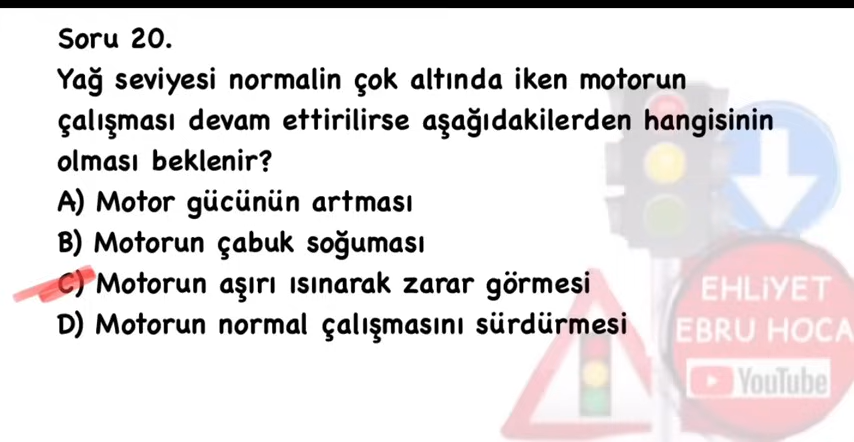 Soru 20.
Yağ seviyesi normalin çok altında iken motorun
çalışması devam ettirilirse aşağıdakilerden hangisinin
olması beklenir?
A) Motor gücünün artması
B) Motorun çabuk soğuması
C) Motorun aşırı ısınarak zarar görmesi
D) Motorun normal çalışmasını sürdürmesi
EHLİYET
EBRU HOCA
YouTube